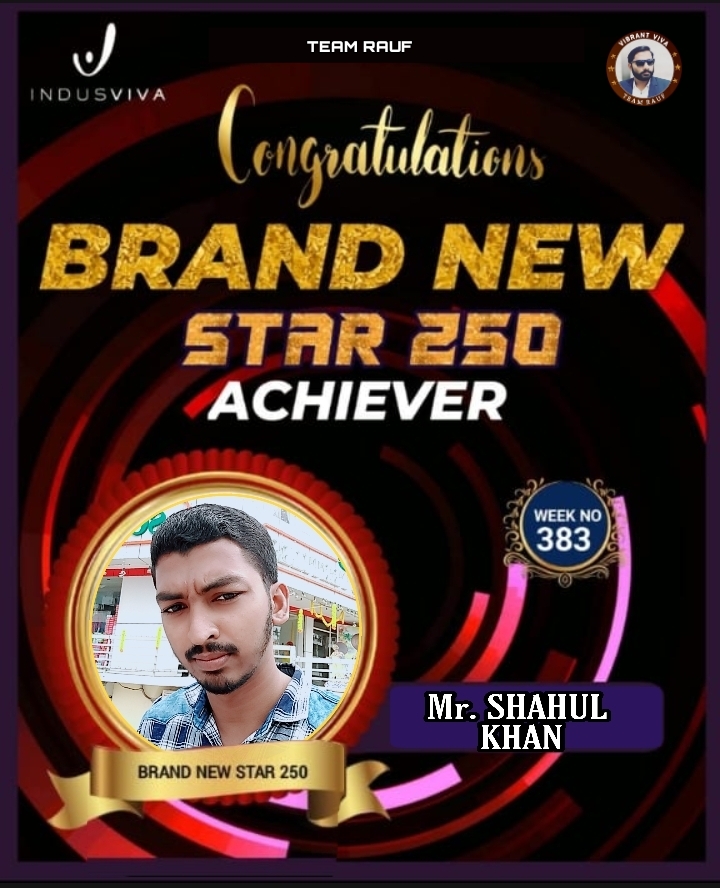 INDUSVIVA
TEAM RAUF
VIBRANT VIVA
TEAM RAUF
Congratulations
BRAND NEW
STAR 250
ACHIEVER
WEEK NO
383
Mr. SHAHUL
KHAN
BRAND NEW STAR 250